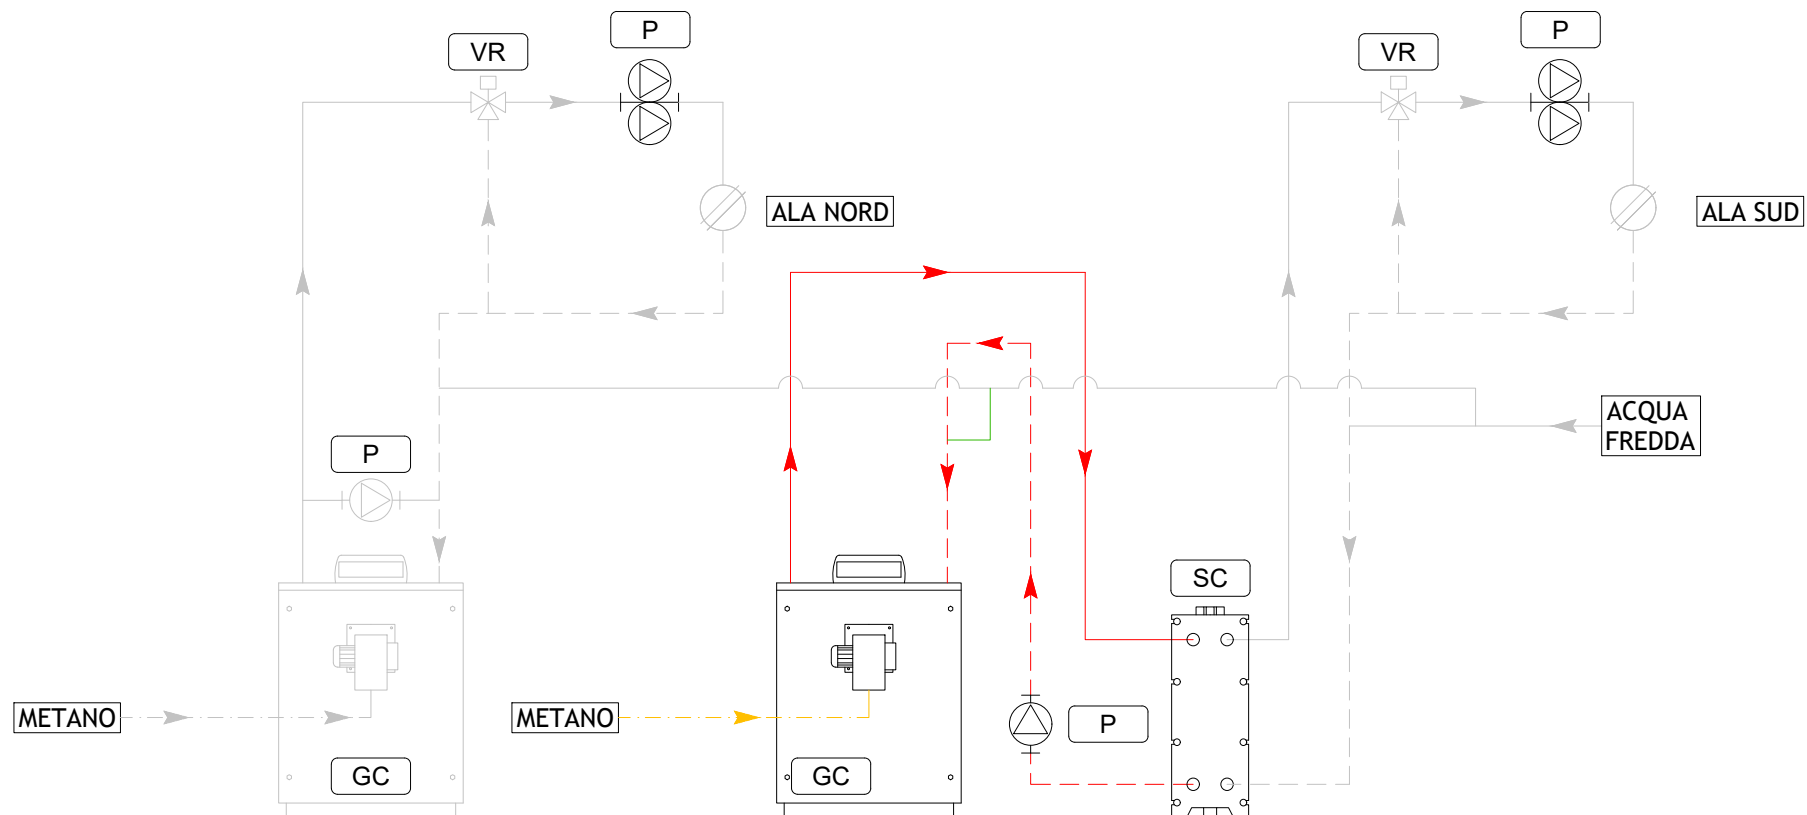 P
P
VR
VR
ALA NORD
ALA SUD
ACQUA
FREDDA
P
SC
METANO
METANO
P
GC
GC